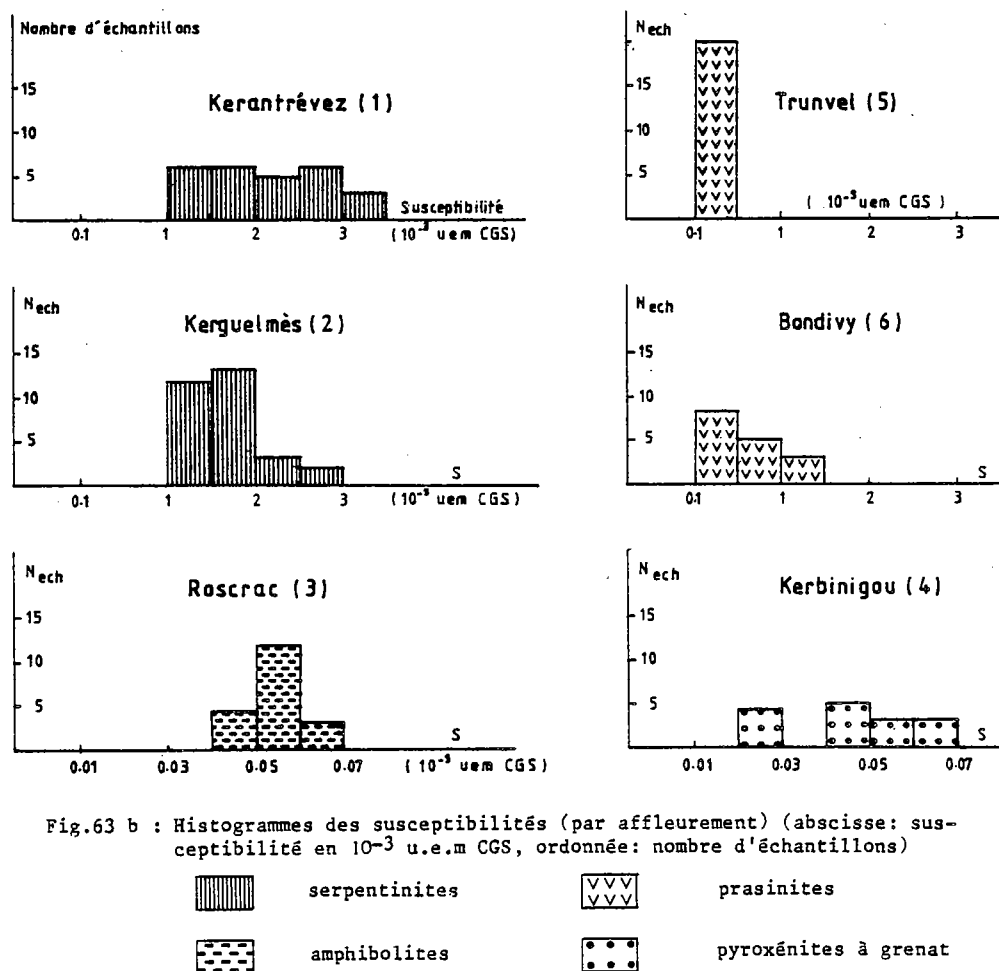 Nombre d'échantillons
15
10
5
Kerantrévez (1)
Susceptibilité
0.1 1 2 3 (10⁻³ uem CGS)
N ech
15
10
5
Trunvel (5)
(10⁻³ uem CGS)
0.1 1 2 3
N ech
15
10
5
Kerguelmès (2)
S
0.1 1 2 3 (10⁻³ uem CGS)
N ech
15
10
5
Bondivy (6)
S
0.1 1 2 3
N ech
15
10
5
Roscrac (3)
S
0.01 0.03 0.05 0.07 (10⁻³ uem CGS)
N ech
15
10
5
Kerbinigou (4)
S
0.01 0.03 0.05 0.07
Fig.63 b : Histogrammes des susceptibilités (par affleurement) (abscisse: sus-
ceptibilité en 10⁻³ u.e.m CGS, ordonnée: nombre d'échantillons)
serpentinites
prasinites
amphibolites
pyroxénites à grenat